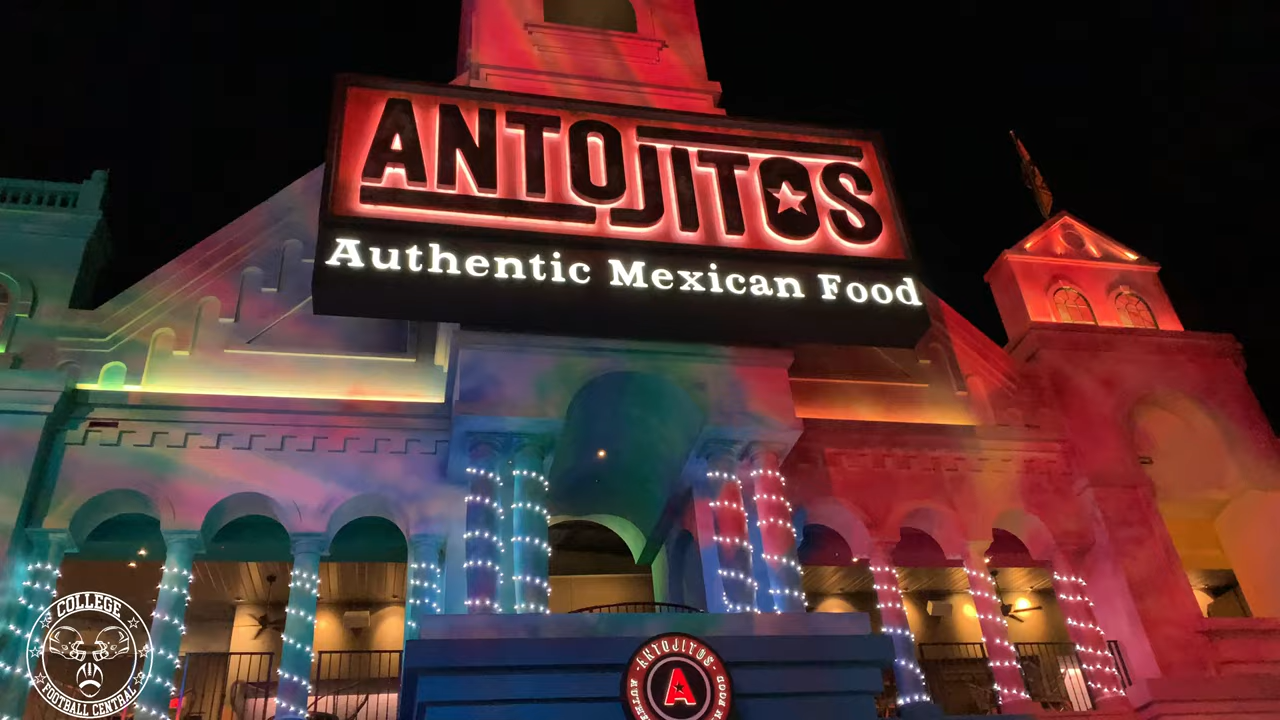 ANTOJITOS
Authentic Mexican Food
ANTOJITOS
A
COLLEGE
FOOTBALL CENTRAL